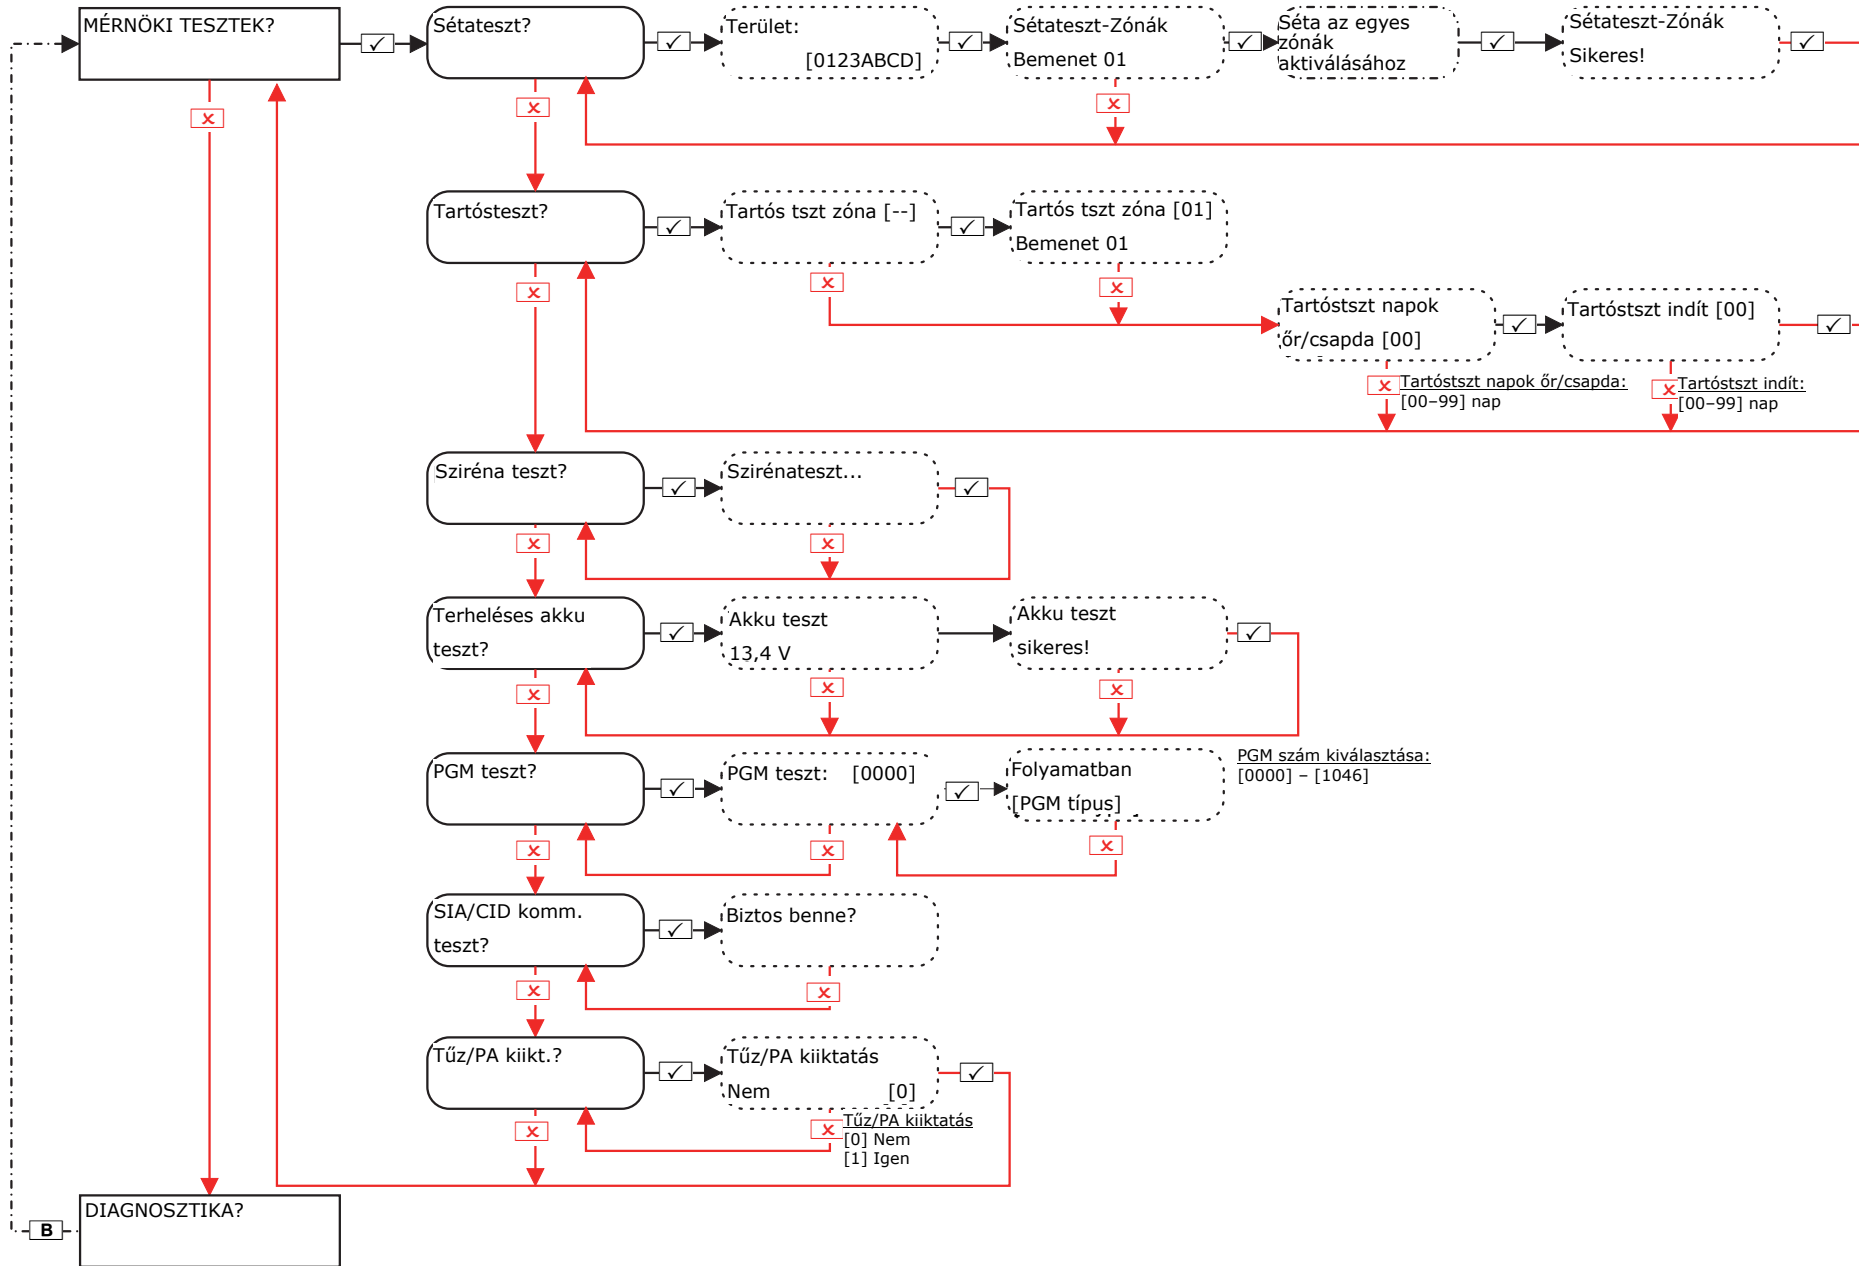 MÉRNÖKI TESZTEK?
Sétateszt?
Terület:
[0123ABCD]
Sétateszt-Zónák
Bemenet 01
Séta az egyes
zónák
aktiválásához
Sétateszt-Zónák
Sikeres!
Tartósteszt?
Tartós tszt zóna [--]
Tartós tszt zóna [01]
Bemenet 01
Tartóstszt napok
őr/csapda [00]
Tartóstszt indít [00]
Tartóstszt napok őr/csapda:
[00–99] nap
Tartóstszt indít:
[00–99] nap
Sziréna teszt?
Szirénateszt...
Terheléses akku
teszt?
Akku teszt
13,4 V
Akku teszt
sikeres!
PGM teszt?
PGM teszt: [0000]
Folyamatban
[PGM típus]
PGM szám kiválasztása:
[0000] – [1046]
SIA/CID komm.
teszt?
Biztos benne?
Tűz/PA kiikt.?
Tűz/PA kiiktatás
Nem [0]
Tűz/PA kiiktatás
[0] Nem
[1] Igen
DIAGNOSZTIKA?
B